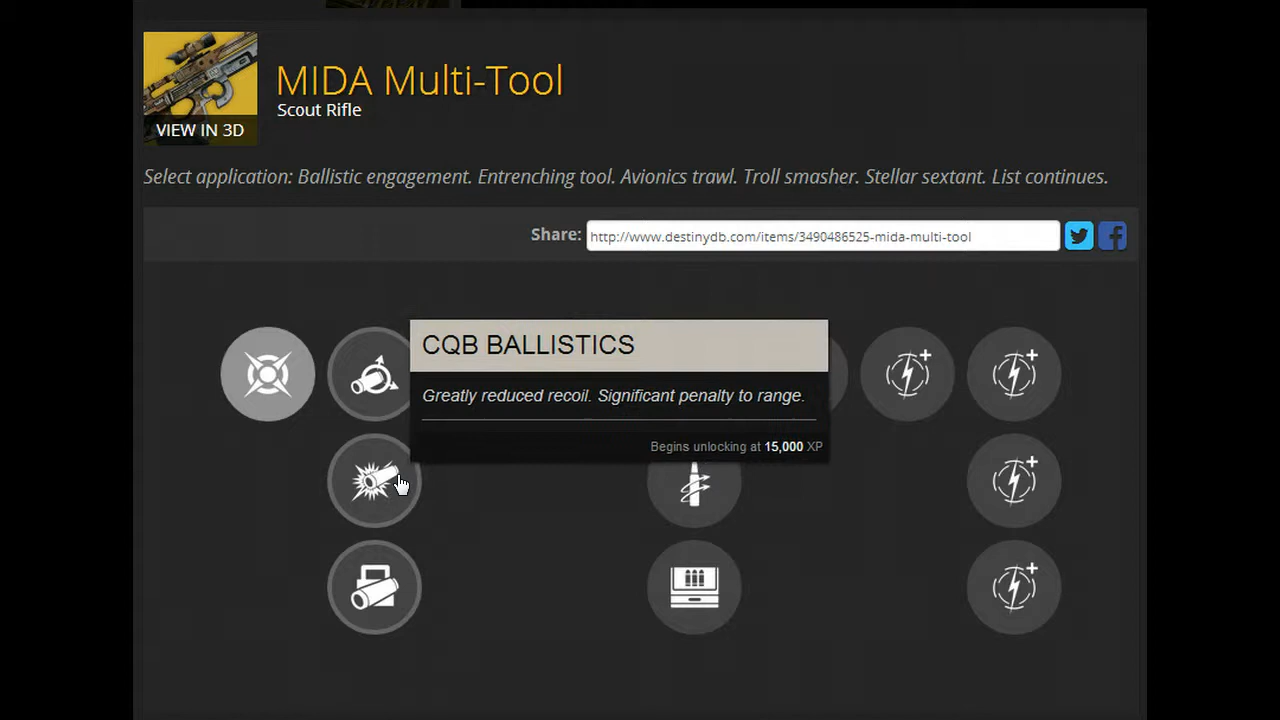 MIDA Multi-Tool
Scout Rifle
VIEW IN 3D
Select application: Ballistic engagement. Entrenching tool. Avionics trawl. Troll smasher. Stellar sextant. List continues.
Share: http://www.destinydb.com/items/3490486525-mida-multi-tool
CQB BALLISTICS
Greatly reduced recoil. Significant penalty to range.
Begins unlocking at 15,000 XP